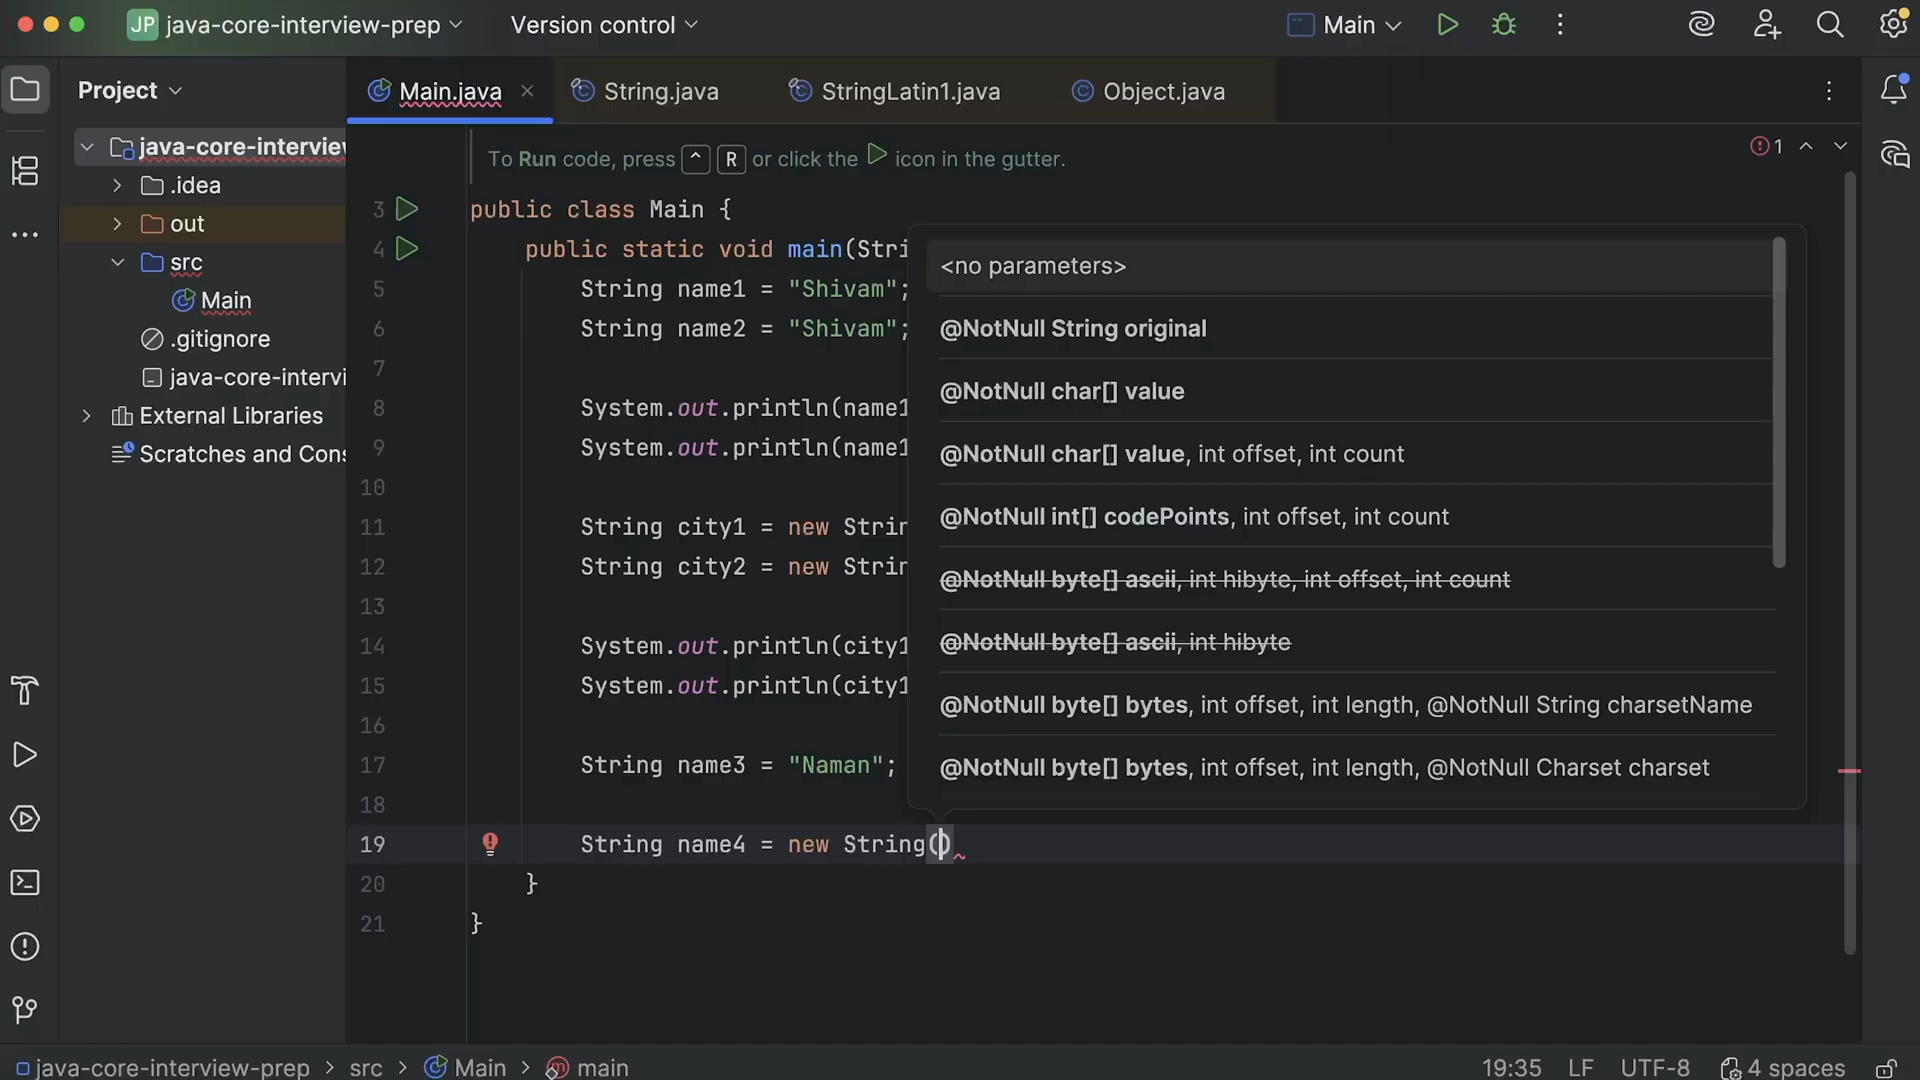 JP java-core-interview-prep
Version control
Main
Project
Main.java
String.java
StringLatin1.java
Object.java
java-core-interviev
.idea
out
src
Main
.gitignore
java-core-intervi
External Libraries
Scratches and Cons
To Run code, press ^ R or click the icon in the gutter.
1
3 public class Main {
4 public static void main(Stri
5 String name1 = "Shivam";
6 String name2 = "Shivam";
7
8 System.out.println(name1
9 System.out.println(name1
10
11 String city1 = new Strin
12 String city2 = new Strin
13
14 System.out.println(city1
15 System.out.println(city1
16
17 String name3 = "Naman";
18
19 String name4 = new String()
20 }
21 }
<no parameters>
@NotNull String original
@NotNull char[] value
@NotNull char[] value, int offset, int count
@NotNull int[] codePoints, int offset, int count
@NotNull byte[] ascii, int hibyte, int offset, int count
@NotNull byte[] ascii, int hibyte
@NotNull byte[] bytes, int offset, int length, @NotNull String charsetName
@NotNull byte[] bytes, int offset, int length, @NotNull Charset charset
java-core-interview-prep > src > Main > main
19:35 LF UTF-8 4 spaces